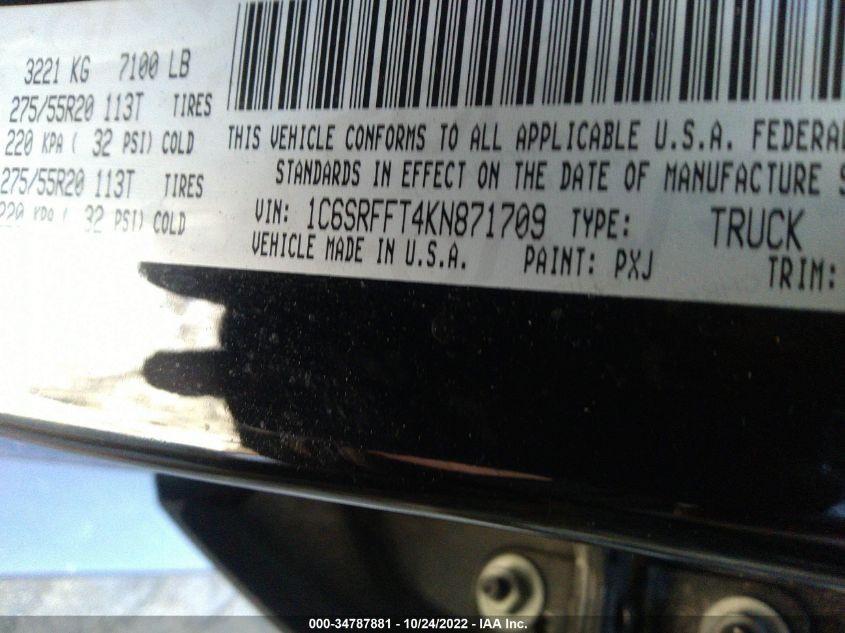 3221 KG 7100 LB
275/55R20 113T TIRES
220 KPA ( 32 PSI) COLD
275/55R20 113T TIRES
220 KPA ( 32 PSI) COLD
THIS VEHICLE CONFORMS TO ALL APPLICABLE U.S.A. FEDERAL
STANDARDS IN EFFECT ON THE DATE OF MANUFACTURE S
VIN: 1C6SRFFT4KN871709 TYPE: TRUCK
VEHICLE MADE IN U.S.A. PAINT: PXJ TRIM:
000-34787881 - 10/24/2022 - IAA Inc.